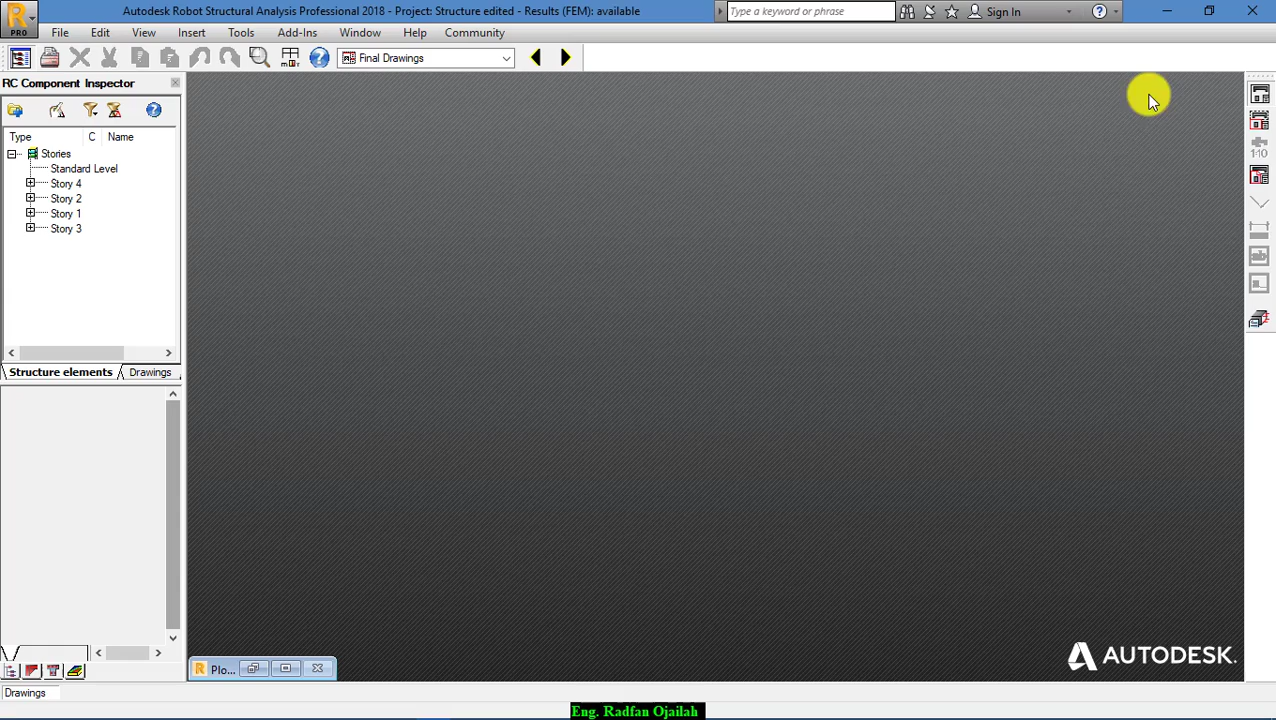 Autodesk Robot Structural Analysis Professional 2018 - Project: Structure edited - Results (FEM): available
Type a keyword or phrase
Sign In
PRO
File Edit View Insert Tools Add-Ins Window Help Community
Final Drawings
RC Component Inspector
Type C Name
Stories
Standard Level
Story 4
Story 2
Story 1
Story 3
Structure elements Drawings
Plo...
AUTODESK.
Drawings
Eng. Radfan Ojailah